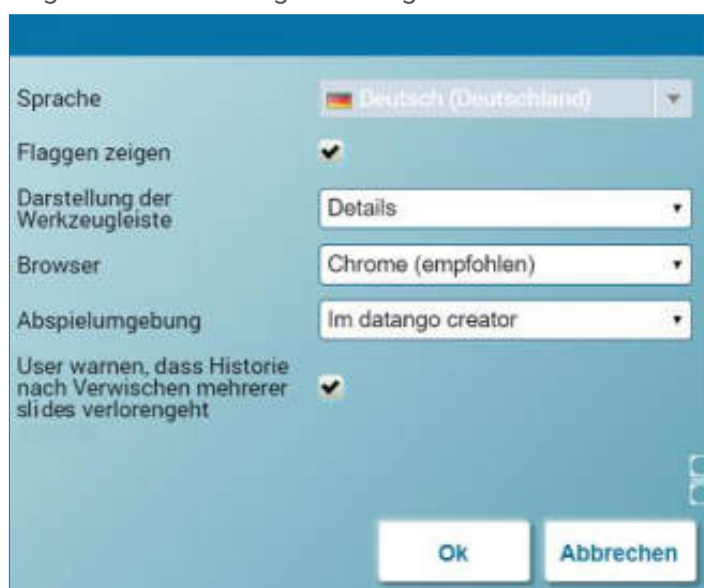 Sprache
Deutsch (Deutschland)
Flaggen zeigen
Darstellung der
Werkzeugleiste
Details
Browser
Chrome (empfohlen)
Abspielumgebung
Im datango creator
User warnen, dass Historie
nach Verwischen mehrerer
slides verlorengeht
Ok
Abbrechen